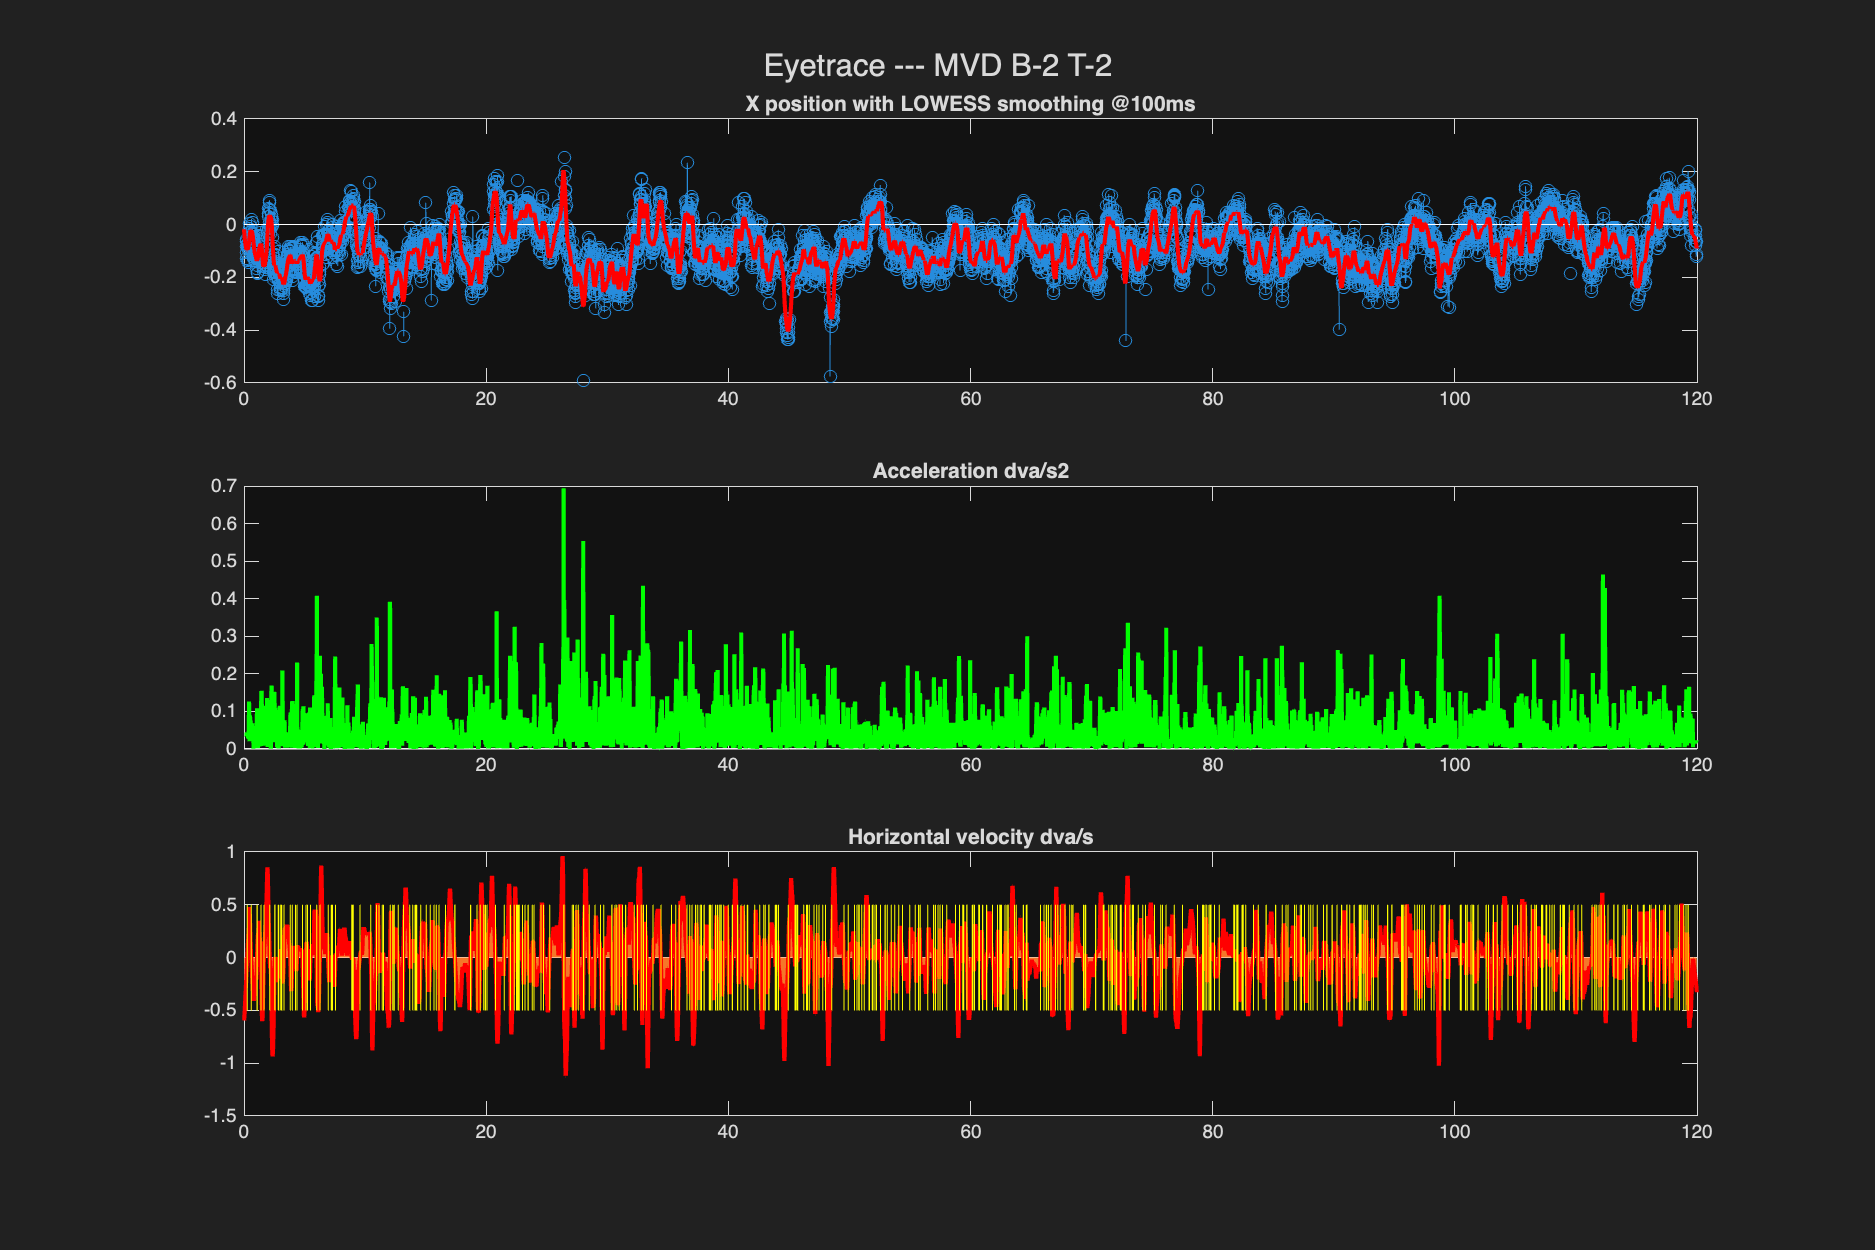 Eyetrace --- MVD B-2 T-2
X position with LOWESS smoothing @100ms
0.4
0.2
0
-0.2
-0.4
-0.6
0 20 40 60 80 100 120
Acceleration dva/s2
0.7
0.6
0.5
0.4
0.3
0.2
0.1
0
0 20 40 60 80 100 120
Horizontal velocity dva/s
1
0.5
0
-0.5
-1
-1.5
0 20 40 60 80 100 120